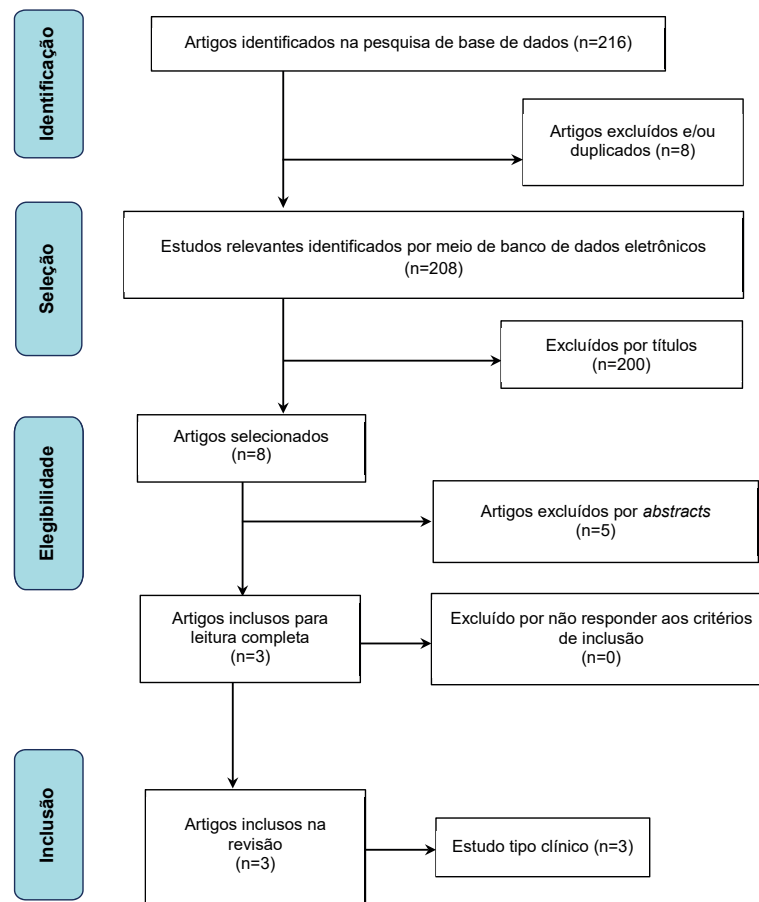 Identificação
Artigos identificados na pesquisa de base de dados (n=216)
Artigos excluídos e/ou
duplicados (n=8)
Seleção
Estudos relevantes identificados por meio de banco de dados eletrônicos
(n=208)
Excluídos por títulos
(n=200)
Elegibilidade
Artigos selecionados
(n=8)
Artigos excluídos por abstracts
(n=5)
Artigos inclusos para
leitura completa
(n=3)
Excluído por não responder aos critérios
de inclusão
(n=0)
Inclusão
Artigos inclusos na
revisão
(n=3)
Estudo tipo clínico (n=3)